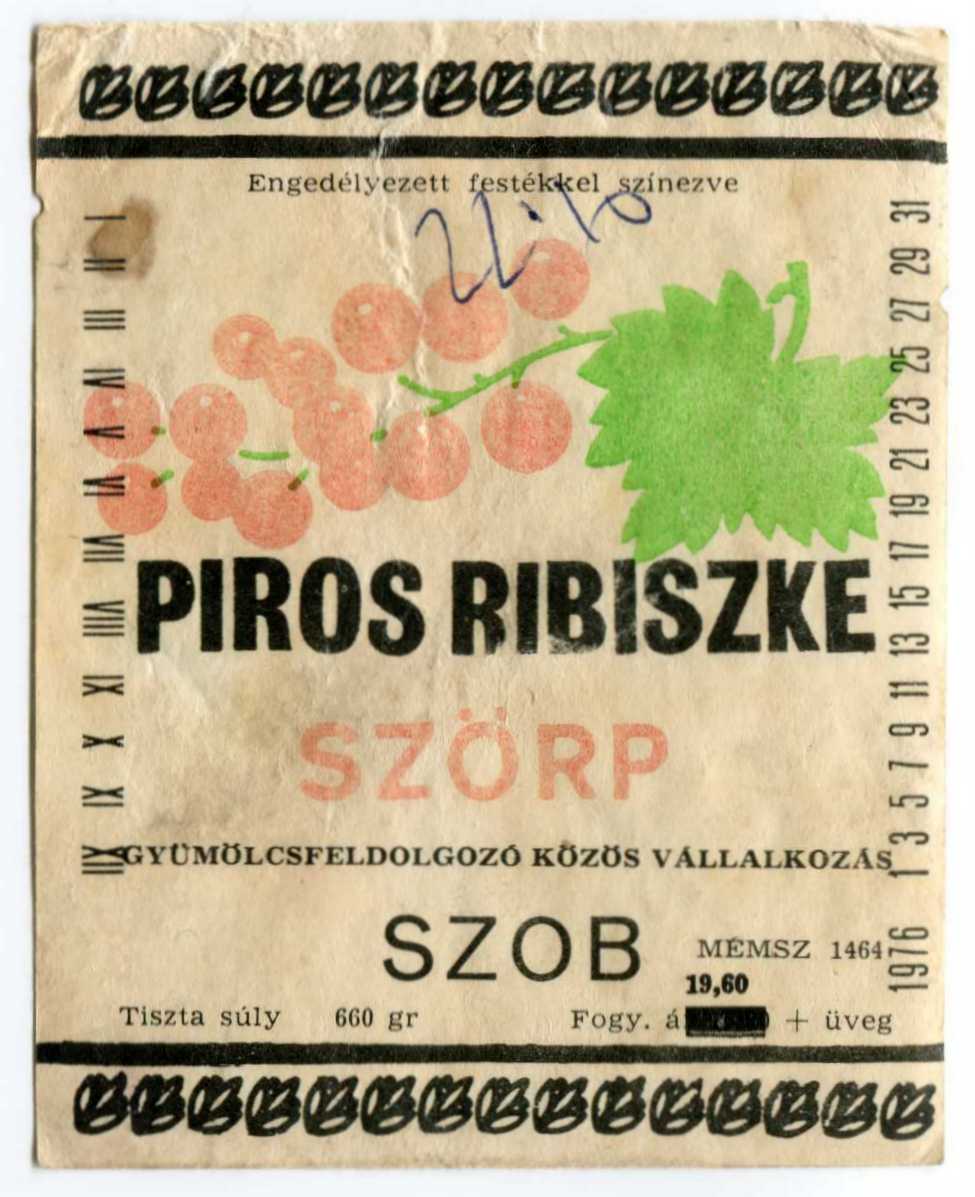 Engedélyezett festékkel színezve
I II III IV V VI VII VIII IX X XI XII
PIROS RIBISZKE
SZÖRP
GYÜMÖLCSFELDOLGOZÓ KÖZÖS VÁLLALKOZÁS
SZOB
MÉMSZ 1464
19,60
Tiszta súly 660 gr
Fogy. á + üveg
1976 1 3 5 7 9 11 13 15 17 19 21 23 25 27 29 31